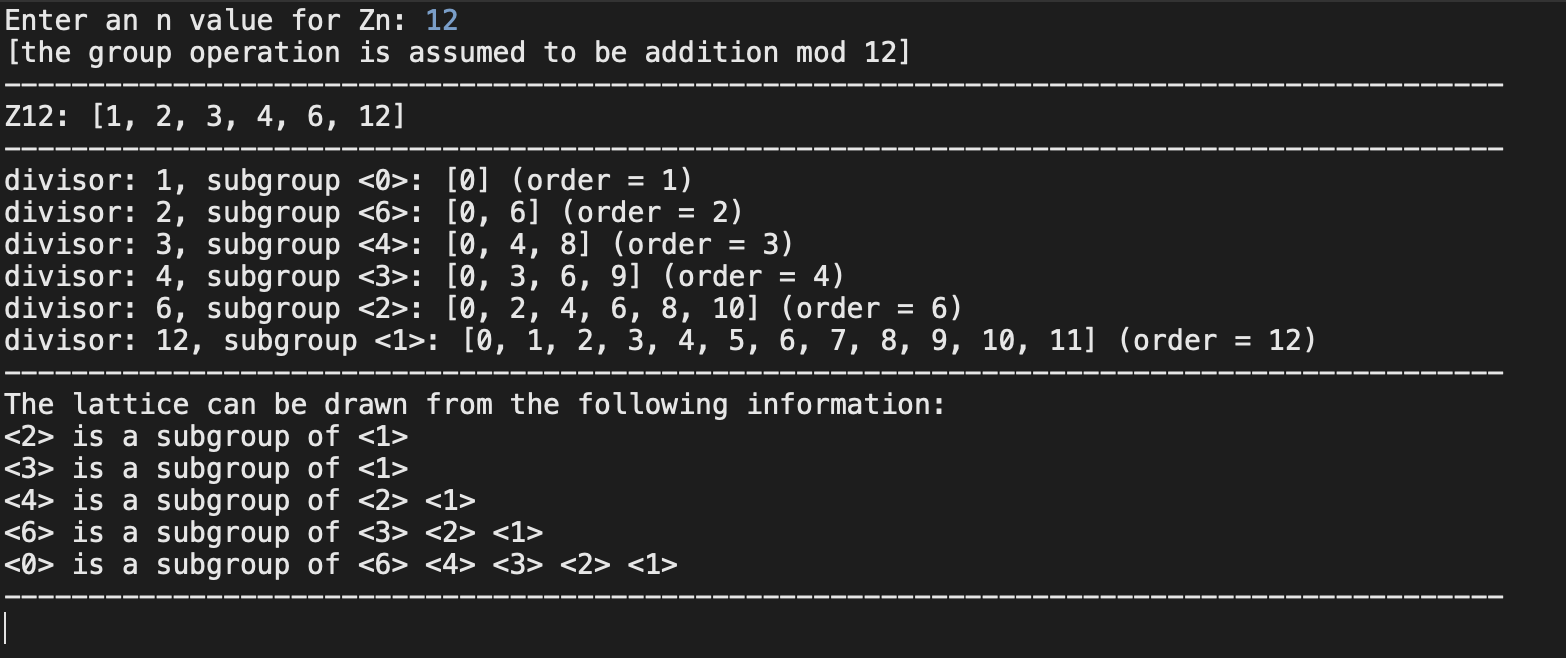 Enter an n value for Zn: 12
[the group operation is assumed to be addition mod 12]
Z12: [1, 2, 3, 4, 6, 12]
divisor: 1, subgroup <0>: [0] (order = 1)
divisor: 2, subgroup <6>: [0, 6] (order = 2)
divisor: 3, subgroup <4>: [0, 4, 8] (order = 3)
divisor: 4, subgroup <3>: [0, 3, 6, 9] (order = 4)
divisor: 6, subgroup <2>: [0, 2, 4, 6, 8, 10] (order = 6)
divisor: 12, subgroup <1>: [0, 1, 2, 3, 4, 5, 6, 7, 8, 9, 10, 11] (order = 12)
The lattice can be drawn from the following information:
<2> is a subgroup of <1>
<3> is a subgroup of <1>
<4> is a subgroup of <2> <1>
<6> is a subgroup of <3> <2> <1>
<0> is a subgroup of <6> <4> <3> <2> <1>